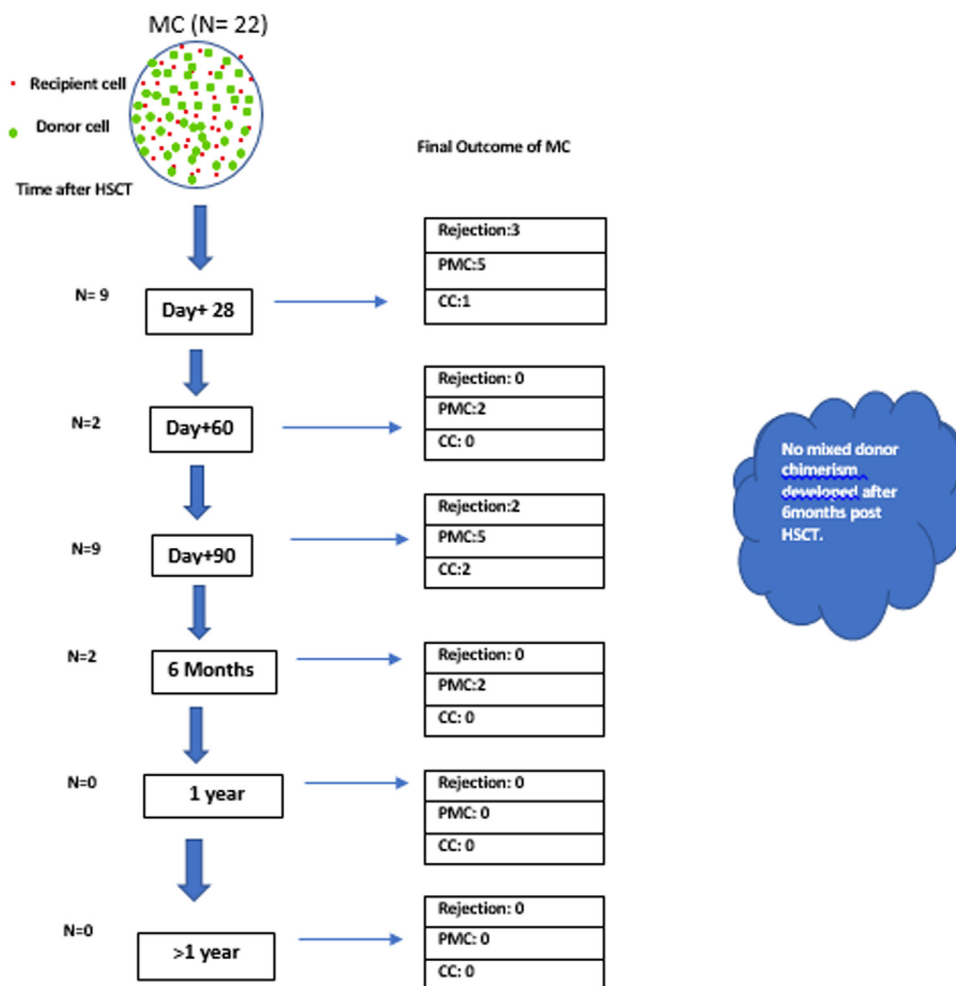 MC (N= 22)
Recipient cell
Donor cell
Final Outcome of MC
Time after HSCT
Rejection:3
PMC:5
CC:1
N= 9
Day+ 28
Rejection: 0
PMC:2
CC: 0
N=2
Day+60
Rejection:2
PMC:5
CC:2
N=9
Day+90
No mixed donor
chimerism
developed after
6months post
HSCT.
Rejection: 0
PMC:2
CC: 0
N=2
6 Months
Rejection: 0
PMC: 0
CC: 0
N=0
1 year
Rejection: 0
PMC: 0
CC: 0
N=0
>1 year